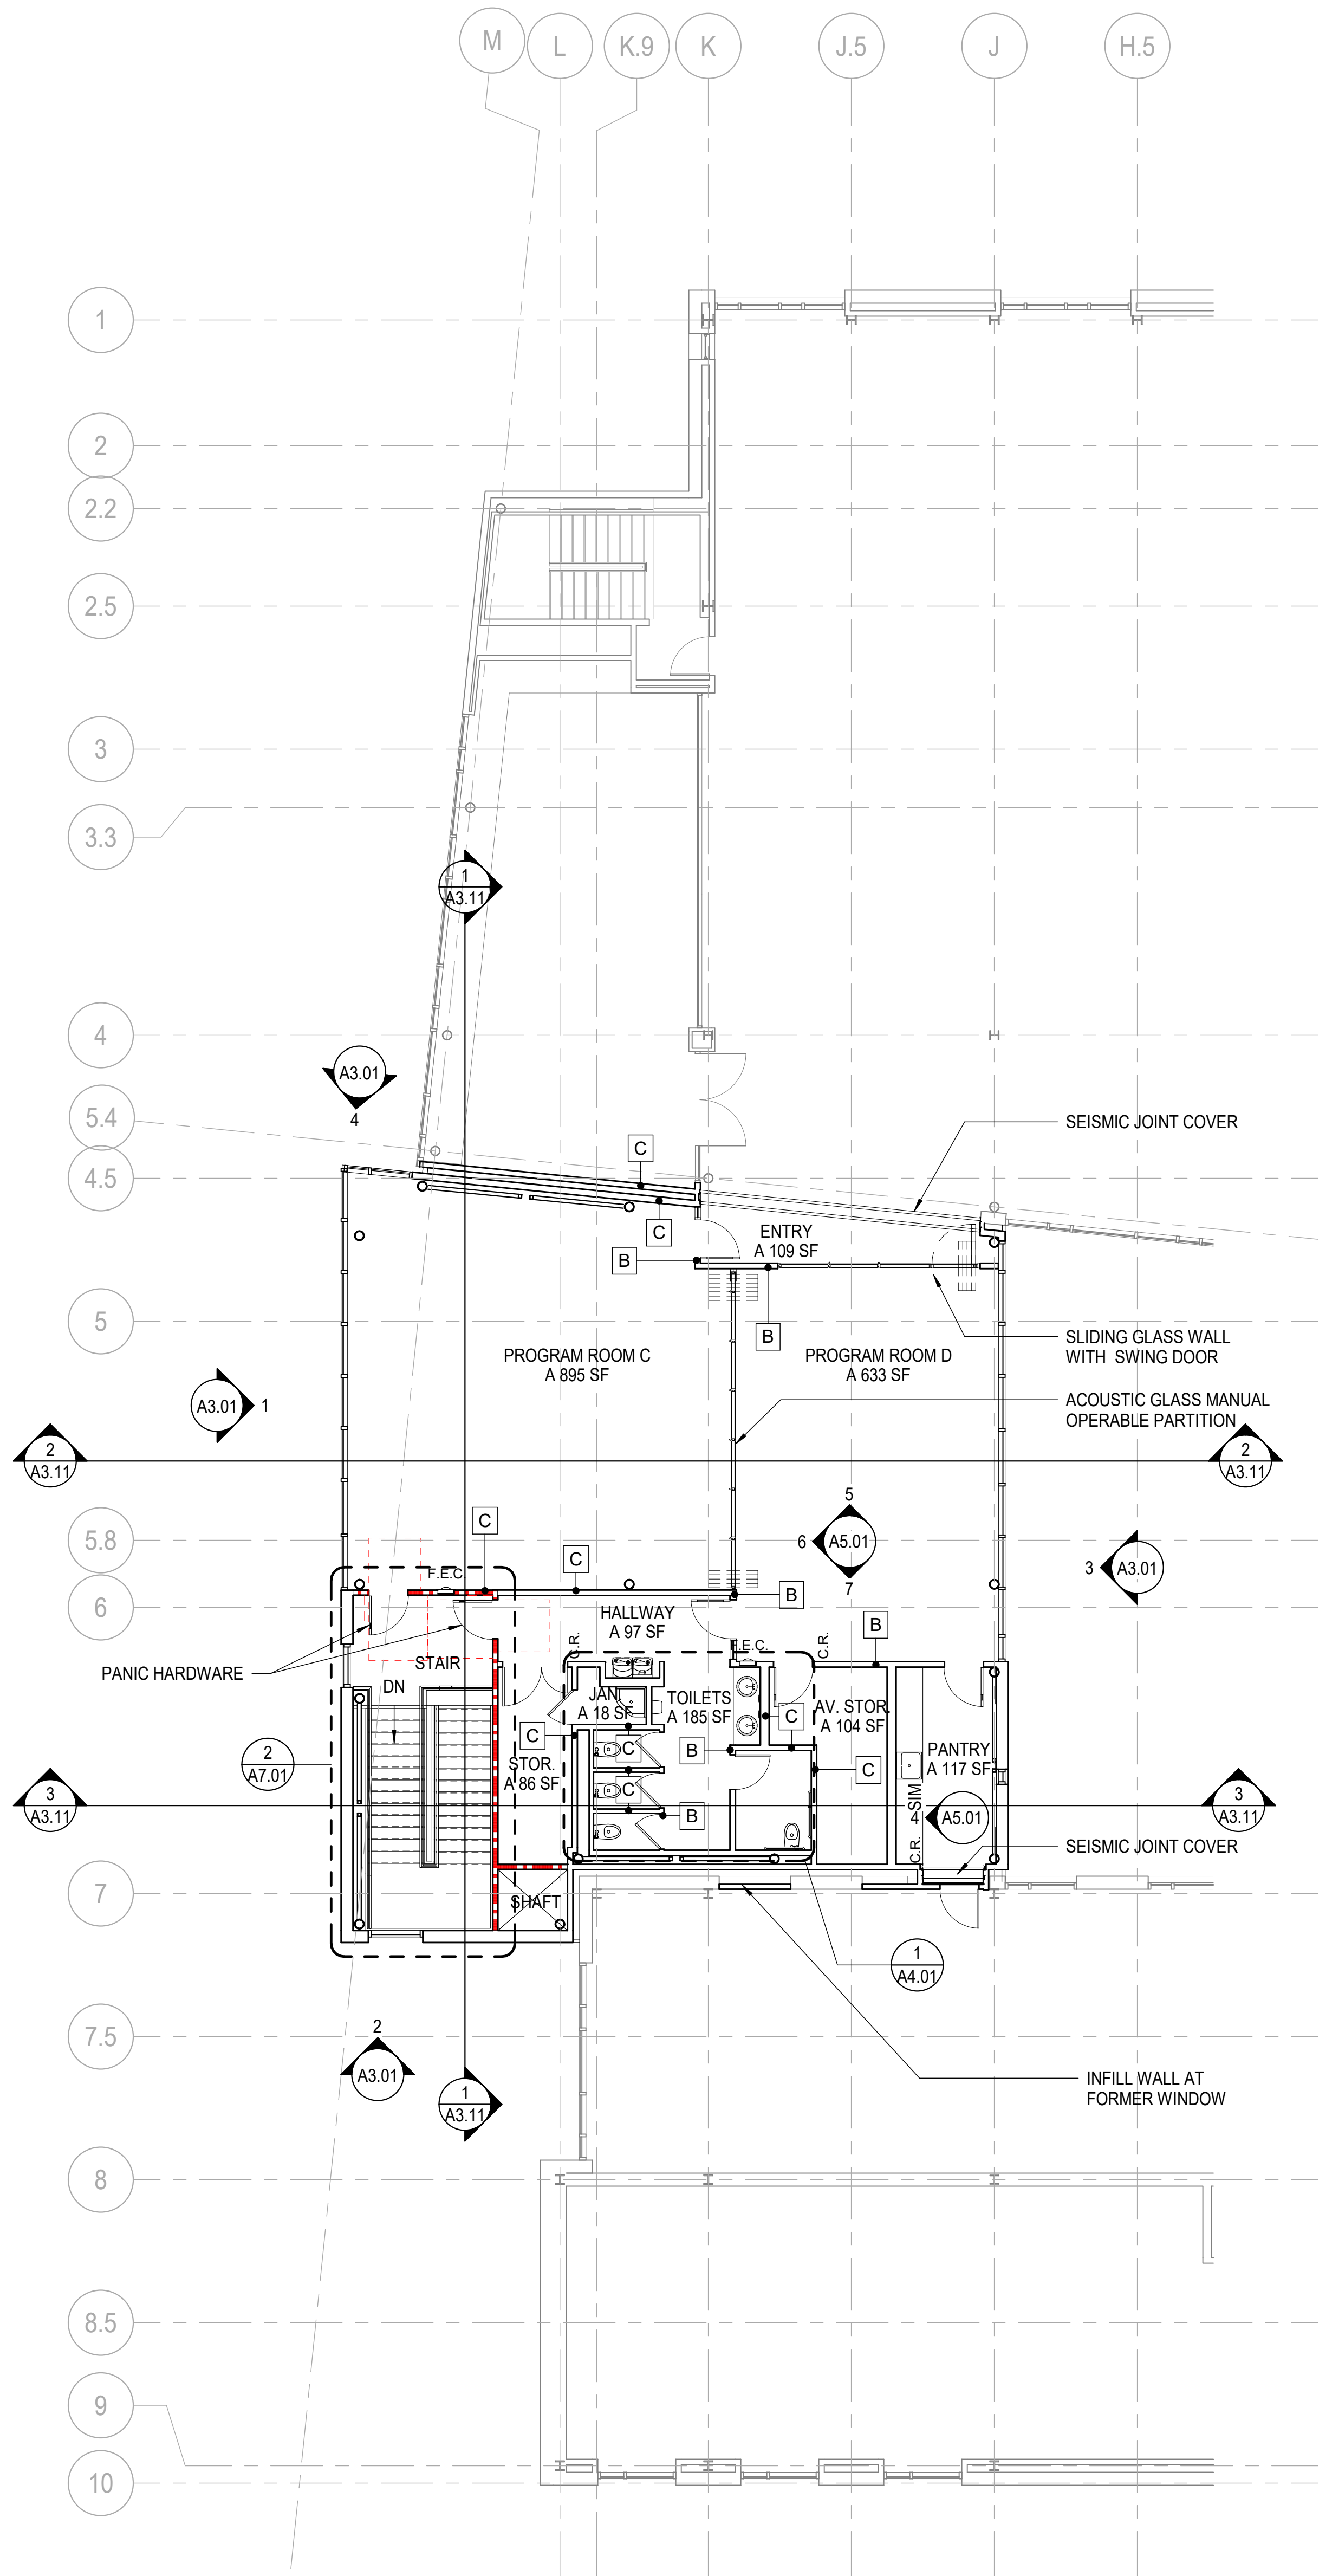 M
L
K.9
K
J.5
J
H.5
1
2
2.2
2.5
3
3.3
1
A3.11
4
A3.01
4
5.4
SEISMIC JOINT COVER
C
4.5
C
ENTRY
A 109 SF
B
B
5
SLIDING GLASS WALL
WITH SWING DOOR
PROGRAM ROOM C
A 895 SF
PROGRAM ROOM D
A 633 SF
ACOUSTIC GLASS MANUAL
OPERABLE PARTITION
A3.01
1
2
A3.11
2
A3.11
5
6
A5.01
7
C
5.8
C
3
A3.01
F.E.C.
B
6
HALLWAY
A 97 SF
B
C.R.
F.E.C.
C.R.
PANIC HARDWARE
STAIR
DN
JAN.
A 18 SF
TOILETS
A 185 SF
AV. STOR.
A 104 SF
C
C
C
B
PANTRY
A 117 SF
2
A7.01
STOR.
A 86 SF
C
C
B
SIM
4
A5.01
3
A3.11
3
A3.11
C.R.
SEISMIC JOINT COVER
7
SHAFT
1
A4.01
7.5
2
A3.01
1
A3.11
INFILL WALL AT
FORMER WINDOW
8
8.5
9
10